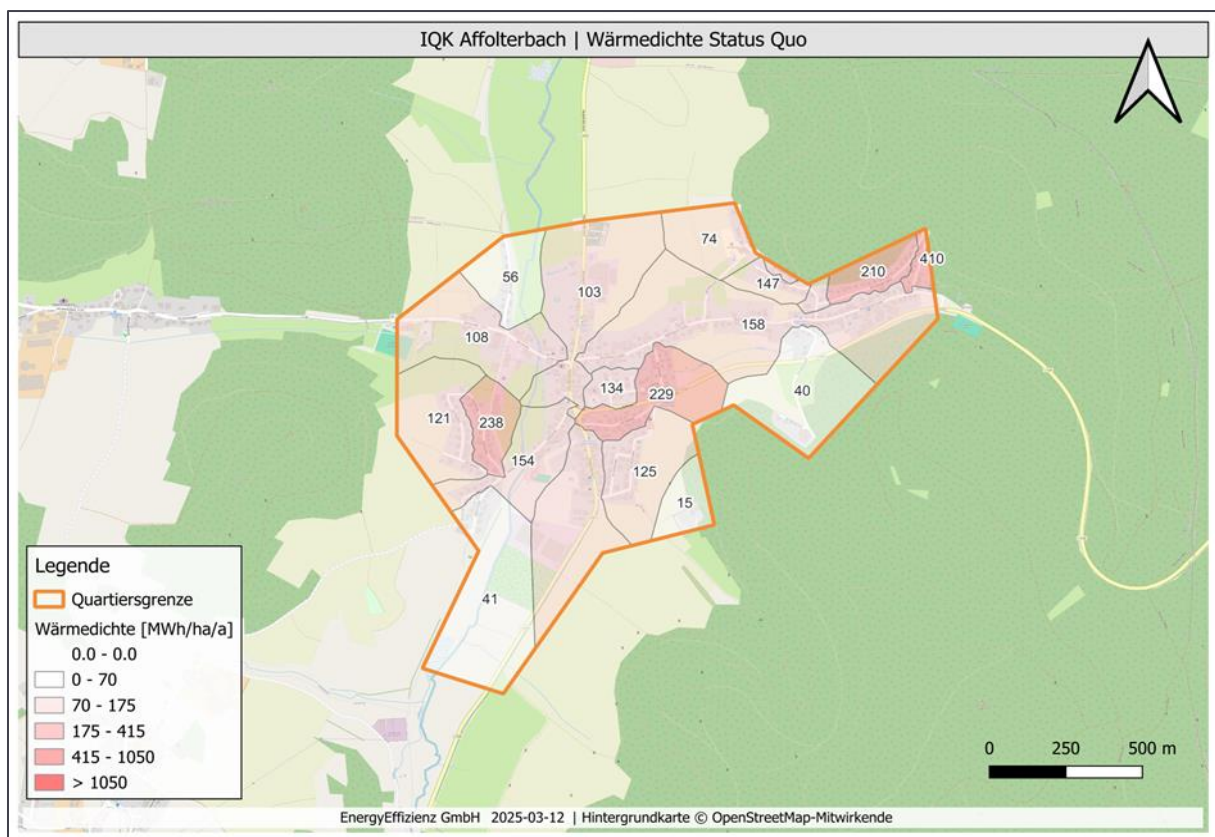 IQK Affolterbach | Wärmedichte Status Quo
74
56
147
210
410
103
158
108
134
229
40
121
238
154
125
15
41
Legende
Quartiersgrenze
Wärmedichte [MWh/ha/a]
0.0 - 0.0
0 - 70
70 - 175
175 - 415
415 - 1050
> 1050
0 250 500 m
EnergyEffizienz GmbH 2025-03-12 | Hintergrundkarte © OpenStreetMap-Mitwirkende